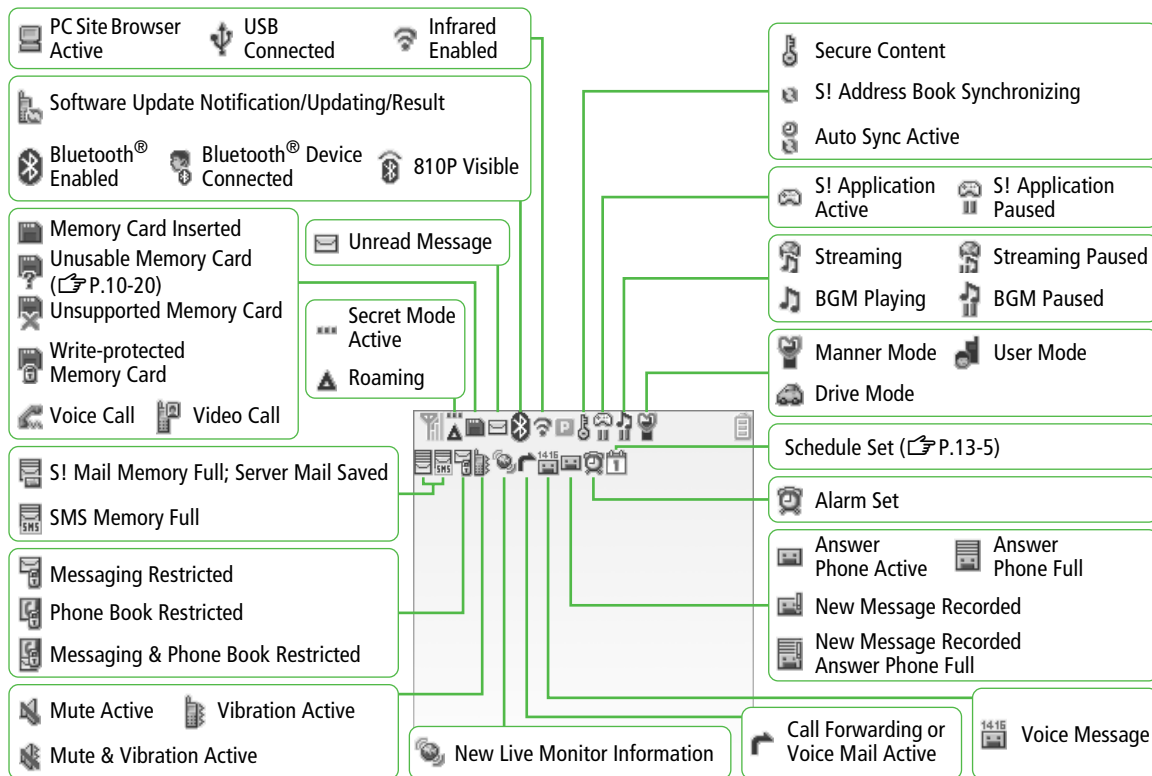 PC Site Browser
Active
USB
Connected
Infrared
Enabled
Software Update Notification/Updating/Result
Bluetooth®
Enabled
Bluetooth® Device
Connected
810P Visible
Memory Card Inserted
Unusable Memory Card
(P.10-20)
Unsupported Memory Card
Write-protected
Memory Card
Voice Call
Video Call
Unread Message
Secret Mode
Active
Roaming
S! Mail Memory Full; Server Mail Saved
SMS
SMS Memory Full
Messaging Restricted
Phone Book Restricted
Messaging & Phone Book Restricted
Mute Active
Vibration Active
Mute & Vibration Active
P
SMS
1416
1
New Live Monitor Information
Call Forwarding or
Voice Mail Active
1416
Voice Message
Secure Content
S! Address Book Synchronizing
Auto Sync Active
S! Application
Active
S! Application
Paused
Streaming
Streaming Paused
BGM Playing
BGM Paused
Manner Mode
User Mode
Drive Mode
Schedule Set (P.13-5)
Alarm Set
Answer
Phone Active
Answer
Phone Full
New Message Recorded
New Message Recorded
Answer Phone Full